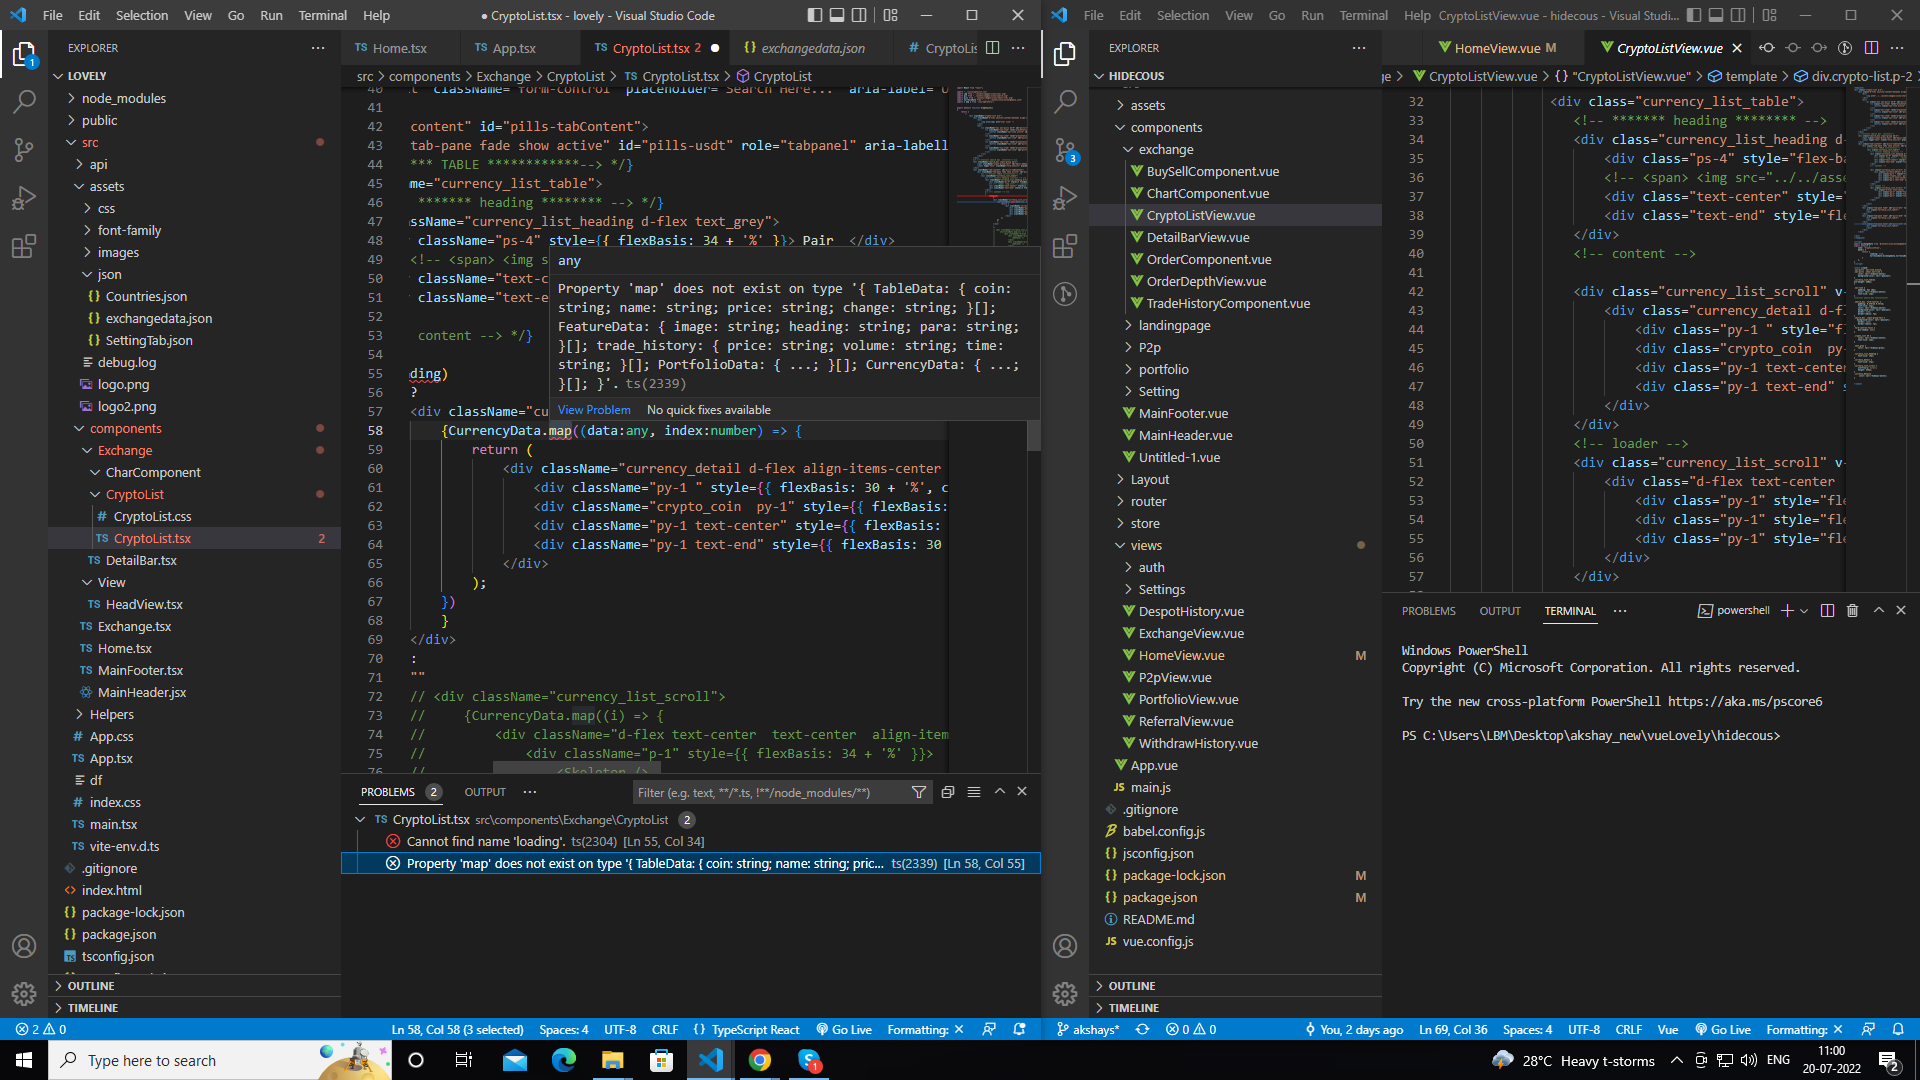 File Edit Selection View Go Run Terminal Help
● CryptoList.tsx - lovely - Visual Studio Code
EXPLORER
LOVELY
node_modules
public
src
api
assets
css
font-family
images
json
Countries.json
exchangedata.json
SettingTab.json
debug.log
logo.png
logo2.png
components
Exchange
CharComponent
CryptoList
CryptoList.css
CryptoList.tsx 2
DetailBar.tsx
View
HeadView.tsx
Exchange.tsx
Home.tsx
MainFooter.tsx
MainHeader.jsx
Helpers
App.css
App.tsx
df
index.css
main.tsx
vite-env.d.ts
.gitignore
index.html
package-lock.json
package.json
tsconfig.json
OUTLINE
TIMELINE
Home.tsx App.tsx CryptoList.tsx 2 ● exchangedata.json CryptoLis
src > components > Exchange > CryptoList > CryptoList.tsx > CryptoList
40 t" className="form-control" placeholder="Search Here..." aria-label=
41
42 content" id="pills-tabContent">
43 tab-pane fade show active" id="pills-usdt" role="tabpanel" aria-labell
44 *** TABLE ************--> */}
45 me="currency_list_table">
46 ******* heading ******** --> */}
47 ssName="currency_list_heading d-flex text_grey">
48 className="ps-4" style={{ flexBasis: 34 + '%' }}> Pair </div>
49 <!-- <span> <img s
50 className="text-c
51 className="text-e
52
53 content --> */}
54
55 ding)
56 ?
57 <div className="cu
58 {CurrencyData.map((data:any, index:number) => {
59 return (
60 <div className="currency_detail d-flex align-items-center
61 <div className="py-1 " style={{ flexBasis: 30 + '%', c
62 <div className="crypto_coin  py-1" style={{ flexBasis:
63 <div className="py-1 text-center" style={{ flexBasis:
64 <div className="py-1 text-end" style={{ flexBasis: 30
65 </div>
66 );
67 })
68 }
69 </div>
70 :
71 ""
72 // <div className="currency_list_scroll">
73 // {CurrencyData.map((i) => {
74 // <div className="d-flex text-center  text-center  align-item
75 // <div className="p-1" style={{ flexBasis: 34 + '%' }}>
76 // <Skeleton />
any
Property 'map' does not exist on type '{ TableData: { coin:
string; name: string; price: string; change: string; }[];
FeatureData: { image: string; heading: string; para: string;
}[]; trade_history: { price: string; volume: string; time:
string; }[]; PortfolioData: { ...; }[]; CurrencyData: { ...;
}[]; }'. ts(2339)
View Problem No quick fixes available
PROBLEMS 2 OUTPUT ···
Filter (e.g. text, **/*.ts, !**/node_modules/**)
CryptoList.tsx src\components\Exchange\CryptoList 2
Cannot find name 'loading'. ts(2304) [Ln 55, Col 34]
Property 'map' does not exist on type '{ TableData: { coin: string; name: string; pric... ts(2339) [Ln 58, Col 55]
2 0 Ln 58, Col 58 (3 selected) Spaces: 4 UTF-8 CRLF { } TypeScript React Go Live Formatting: ✕
File Edit Selection View Go Run Terminal Help
CryptoListView.vue - hidecous - Visual Studi...
EXPLORER
HIDECOUS
assets
components
exchange
BuySellComponent.vue
ChartComponent.vue
CryptoListView.vue
DetailBarView.vue
OrderComponent.vue
OrderDepthView.vue
TradeHistoryComponent.vue
landingpage
P2p
portfolio
Setting
MainFooter.vue
MainHeader.vue
Untitled-1.vue
Layout
router
store
views
auth
Settings
DespotHistory.vue
ExchangeView.vue
HomeView.vue M
P2pView.vue
PortfolioView.vue
ReferralView.vue
WithdrawHistory.vue
App.vue
main.js
.gitignore
babel.config.js
jsconfig.json
package-lock.json M
package.json M
README.md
vue.config.js
OUTLINE
TIMELINE
HomeView.vue M CryptoListView.vue
ge > CryptoListView.vue > {} "CryptoListView.vue" > template > div.crypto-list.p-2
32 <div class="currency_list_table">
33 <!-- ******* heading ******** -->
34 <div class="currency_list_heading d-
35 <div class="ps-4" style="flex-ba
36 <!-- <span> <img src="../../asse
37 <div class="text-center" style="
38 <div class="text-end" style="fle
39 </div>
40 <!-- content -->
41
42 <div class="currency_list_scroll" v-
43 <div class="currency_detail d-fl
44 <div class="py-1 " style="fl
45 <div class="crypto_coin  py-
46 <div class="py-1 text-center
47 <div class="py-1 text-end" s
48 </div>
49 </div>
50 <!-- loader -->
51 <div class="currency_list_scroll" v-
52 <div class="d-flex text-center
53 <div class="py-1" style="fle
54 <div class="py-1" style="fle
55 <div class="py-1" style="fle
56 </div>
57 </div>
PROBLEMS OUTPUT TERMINAL ··· powershell
Windows PowerShell
Copyright (C) Microsoft Corporation. All rights reserved.
Try the new cross-platform PowerShell https://aka.ms/pscore6
PS C:\Users\LBM\Desktop\akshay_new\vueLovely\hidecous>
akshays* 0 0 You, 2 days ago Ln 69, Col 36 Spaces: 4 UTF-8 CRLF Vue Go Live Formatting: ✕
Type here to search
28°C Heavy t-storms ENG 11:00
20-07-2022
2